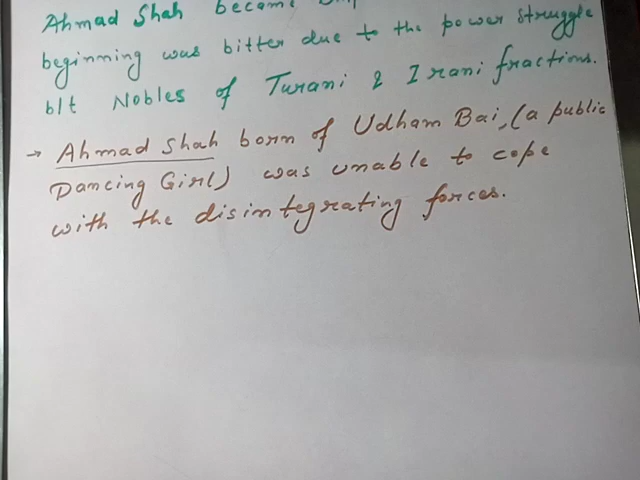 Ahmad Shah became
beginning was bitter due to the power struggle
b/t Nobles of Turani & Irani fractions.
→ Ahmad Shah born of Udham Bai, (a public
Dancing Girl) was unable to cope
with the disintegrating forces.